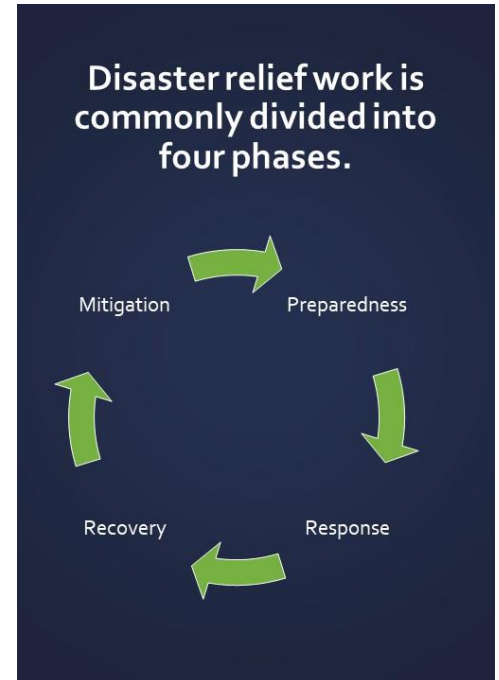 Disaster relief work is
commonly divided into
four phases.
Mitigation
Preparedness
Recovery
Response